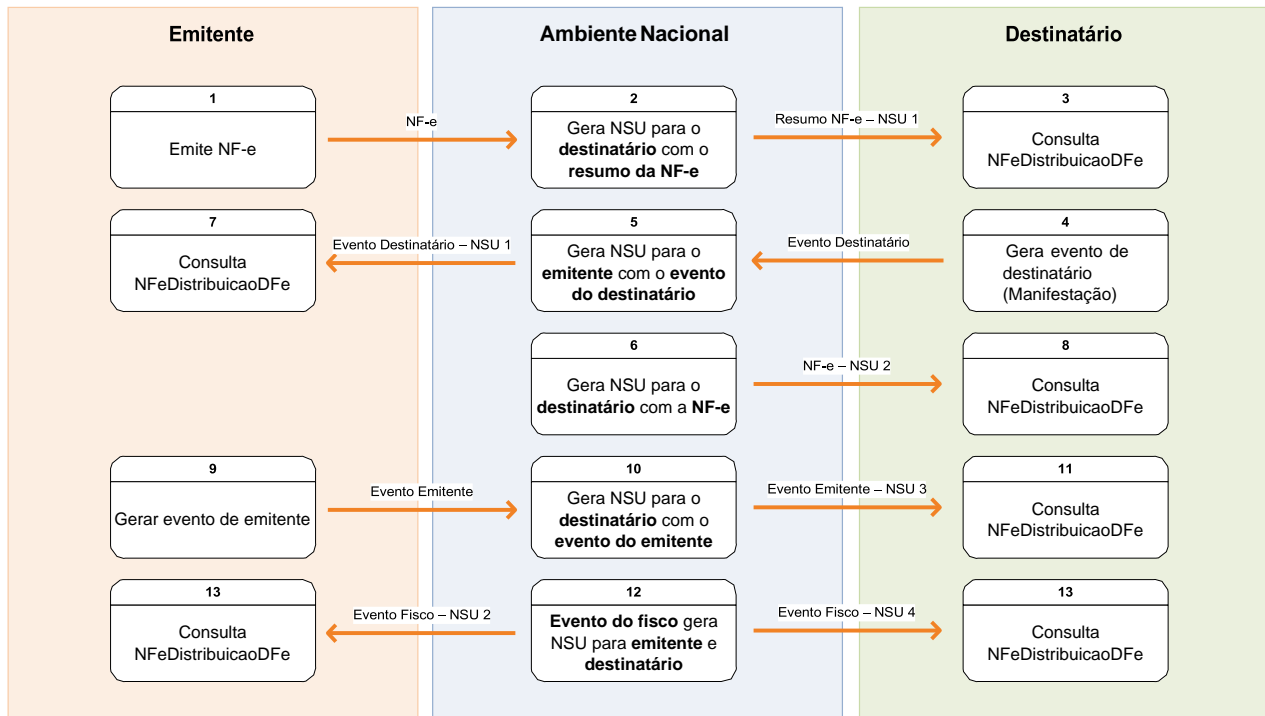 Emitente
Ambiente Nacional
Destinatário
1
Emite NF-e
NF-e
2
Gera NSU para o
destinatário com o
resumo da NF-e
Resumo NF-e – NSU 1
3
Consulta
NFeDistribuicaoDFe
7
Consulta
NFeDistribuicaoDFe
Evento Destinatário – NSU 1
5
Gera NSU para o
emitente com o evento
do destinatário
Evento Destinatário
4
Gera evento de
destinatário
(Manifestação)
6
Gera NSU para o
destinatário com a NF-e
NF-e – NSU 2
8
Consulta
NFeDistribuicaoDFe
9
Gerar evento de emitente
Evento Emitente
10
Gera NSU para o
destinatário com o
evento do emitente
Evento Emitente – NSU 3
11
Consulta
NFeDistribuicaoDFe
13
Consulta
NFeDistribuicaoDFe
Evento Fisco – NSU 2
12
Evento do fisco gera
NSU para emitente e
destinatário
Evento Fisco – NSU 4
13
Consulta
NFeDistribuicaoDFe